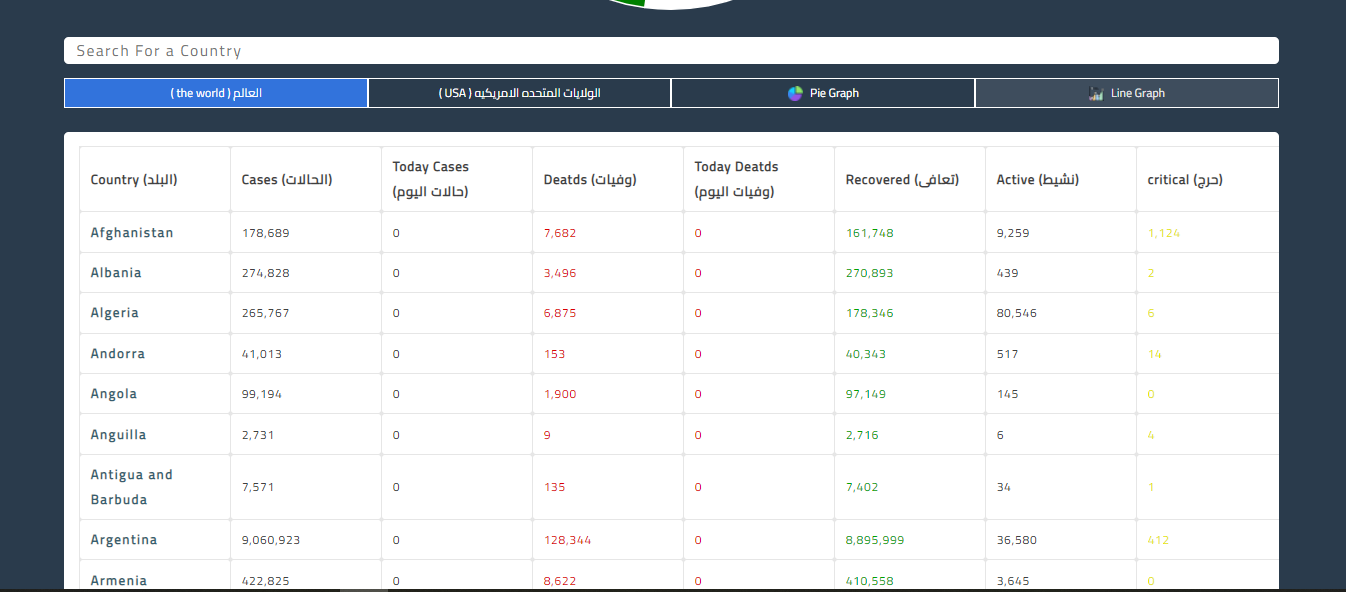 Search For a Country
العالم ( the world )
الولايات المتحده الامريكيه ( USA )
Pie Graph
Line Graph
Country (البلد)
Cases (الحالات)
Today Cases
(حالات اليوم)
Deatds (وفيات)
Today Deatds
(وفيات اليوم)
Recovered (تعافى)
Active (نشيط)
critical (حرج)
Afghanistan 178,689 0 7,682 0 161,748 9,259 1,124
Albania 274,828 0 3,496 0 270,893 439 2
Algeria 265,767 0 6,875 0 178,346 80,546 6
Andorra 41,013 0 153 0 40,343 517 14
Angola 99,194 0 1,900 0 97,149 145 0
Anguilla 2,731 0 9 0 2,716 6 4
Antigua and
Barbuda
7,571 0 135 0 7,402 34 1
Argentina 9,060,923 0 128,344 0 8,895,999 36,580 412
Armenia 422,825 0 8,622 0 410,558 3,645 0